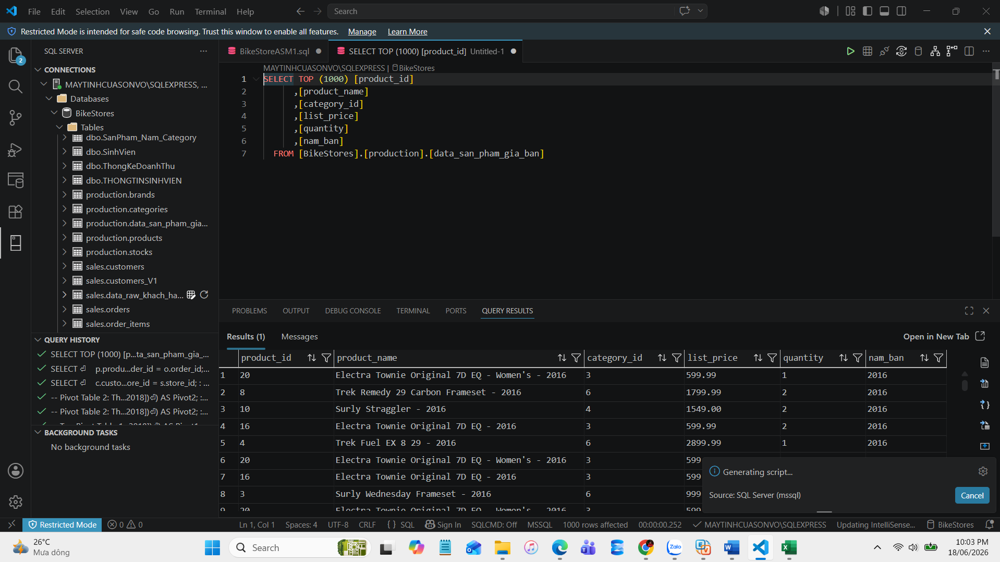 File Edit Selection View Go Run Terminal Help
Search
Restricted Mode is intended for safe code browsing. Trust this window to enable all features. Manage Learn More
2
SQL SERVER
CONNECTIONS
MAYTINHCUASONVO\SQLEXPRESS, ...
Databases
BikeStores
Tables
dbo.SanPham_Nam_Category
dbo.SinhVien
dbo.ThongKeDoanhThu
dbo.THONGTINSINHVIEN
production.brands
production.categories
production.data_san_pham_gia...
production.products
production.stocks
sales.customers
sales.customers_V1
sales.data_raw_khach_ha...
sales.orders
sales.order_items
QUERY HISTORY
SELECT TOP (1000) [p...ta_san_pham_gia_...
SELECT ⏎ p.produ...der_id = o.order_id;...
SELECT ⏎ c.custo...ore_id = s.store_id; : ...
-- Pivot Table 2: Th...2018])⏎) AS Pivot2; :...
-- Pivot Table 2: Th...2018])⏎) AS Pivot2; :...
BACKGROUND TASKS
No background tasks
BikeStoreASM1.sql
SELECT TOP (1000) [product_id] Untitled-1
MAYTINHCUASONVO\SQLEXPRESS | BikeStores
1 SELECT TOP (1000) [product_id]
2 ,[product_name]
3 ,[category_id]
4 ,[list_price]
5 ,[quantity]
6 ,[nam_ban]
7 FROM [BikeStores].[production].[data_san_pham_gia_ban]
PROBLEMS OUTPUT DEBUG CONSOLE TERMINAL PORTS QUERY RESULTS
Results (1) Messages Open in New Tab
product_id product_name category_id list_price quantity nam_ban
1 20 Electra Townie Original 7D EQ - Women's - 2016 3 599.99 1 2016
2 8 Trek Remedy 29 Carbon Frameset - 2016 6 1799.99 2 2016
3 10 Surly Straggler - 2016 4 1549.00 2 2016
4 16 Electra Townie Original 7D EQ - 2016 3 599.99 2 2016
5 4 Trek Fuel EX 8 29 - 2016 6 2899.99 1 2016
6 20 Electra Townie Original 7D EQ - Women's - 2016 3 599
7 16 Electra Townie Original 7D EQ - 2016 3 599
8 3 Surly Wednesday Frameset - 2016 6 999
9 20 Electra Townie Original 7D EQ - Women's - 2016 3 599
Generating script...
Source: SQL Server (mssql)
Cancel
Restricted Mode 0 0 Ln 1, Col 1 Spaces: 4 UTF-8 CRLF { } SQL Sign In SQLCMD: Off MSSQL 1000 rows affected 00:00:00.252 MAYTINHCUASONVO\SQLEXPRESS Updating IntelliSense... BikeStores
26°C
Mưa dông
Search
Zalo
10:03 PM
18/06/2026